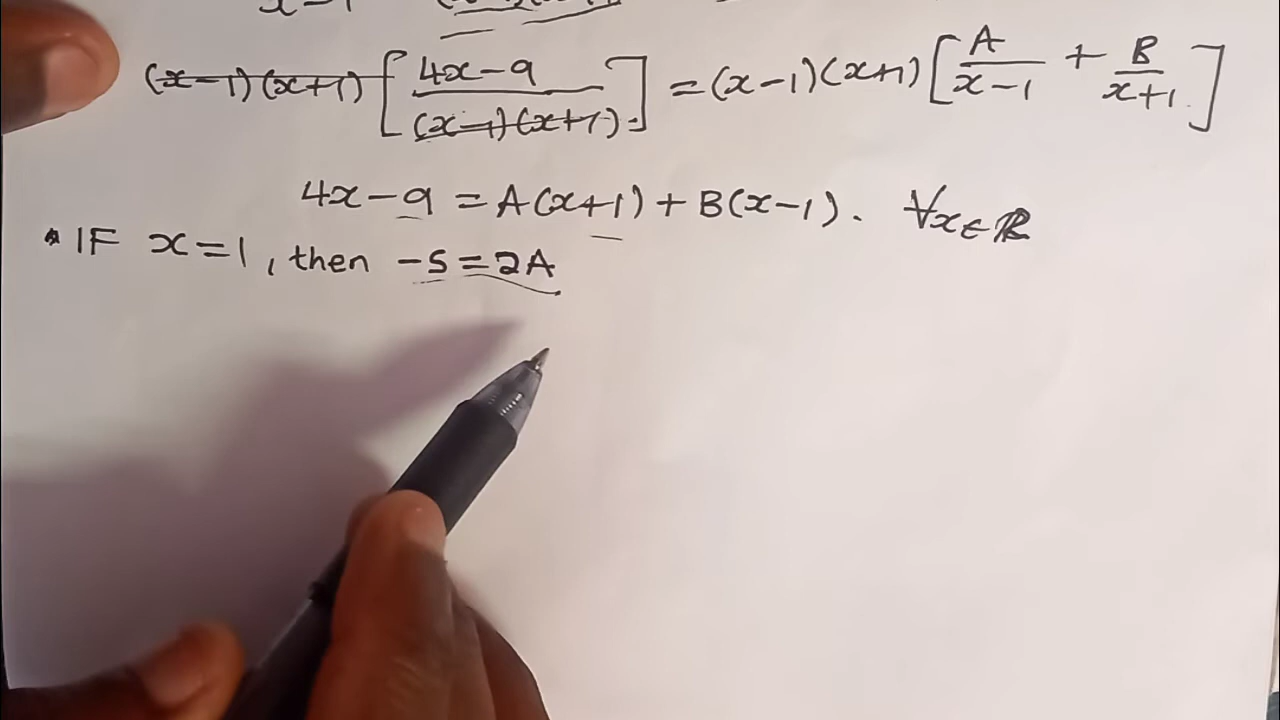 (x-1)(x+1)[4x-9/(x-1)(x+1)] = (x-1)(x+1)[A/x-1 + B/x+1]
4x-9 = A(x+1) + B(x-1). ∀x∈ℝ
* IF x=1, then -5=2A